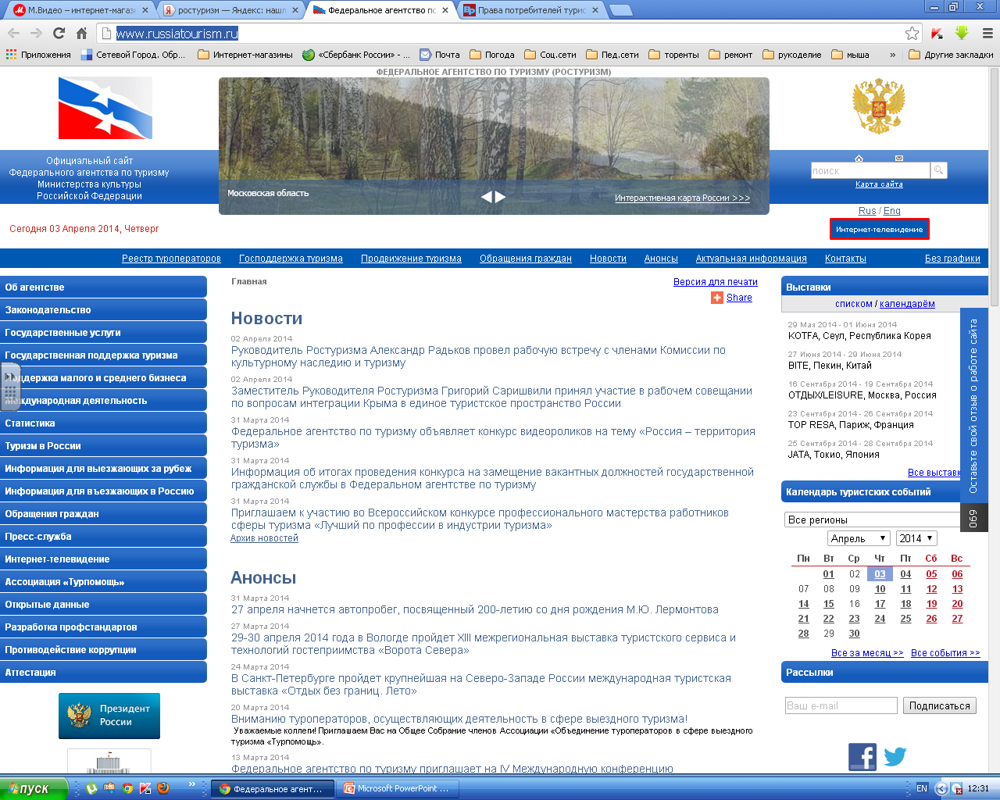 М.Видео – интернет-магаз
ростуризм — Яндекс: нашл
Федеральное агентство по
Права потребителей турис
www.russiatourism.ru
Приложения
Сетевой Город. Обр...
Интернет-магазины
«Сбербанк России» - ...
Почта
Погода
Соц.сети
Пед.сети
торенты
ремонт
рукоделие
мыша
»
Другие закладки
ФЕДЕРАЛЬНОЕ АГЕНТСТВО ПО ТУРИЗМУ (РОСТУРИЗМ)
Официальный сайт
Федерального агентства по туризму
Министерства культуры
Российской Федерации
Московская область
Интерактивная карта России >>>
поиск
Карта сайта
Rus / Eng
Сегодня 03 Апреля 2014, Четверг
Интернет-телевидение
Реестр туроператоров
Господдержка туризма
Продвижение туризма
Обращения граждан
Новости
Анонсы
Актуальная информация
Контакты
Без графики
Об агентстве
Законодательство
Государственные услуги
Государственная поддержка туризма
оддержка малого и среднего бизнеса
еждународная деятельность
Статистика
Туризм в России
Информация для выезжающих за рубеж
Информация для въезжающих в Россию
Обращения граждан
Пресс-служба
Интернет-телевидение
Ассоциация «Турпомощь»
Открытые данные
Разработка профстандартов
Противодействие коррупции
Аттестация
Президент
России
Главная
Версия для печати
Share
Новости
02 Апреля 2014
Руководитель Ростуризма Александр Радьков провел рабочую встречу с членами Комиссии по
культурному наследию и туризму
02 Апреля 2014
Заместитель Руководителя Ростуризма Григорий Саришвили принял участие в рабочем совещании
по вопросам интеграции Крыма в единое туристское пространство России
31 Марта 2014
Федеральное агентство по туризму объявляет конкурс видеороликов на тему «Россия – территория
туризма»
31 Марта 2014
Информация об итогах проведения конкурса на замещение вакантных должностей государственной
гражданской службы в Федеральном агентстве по туризму
31 Марта 2014
Приглашаем к участию во Всероссийском конкурсе профессионального мастерства работников
сферы туризма «Лучший по профессии в индустрии туризма»
Архив новостей
Анонсы
31 Марта 2014
27 апреля начнется автопробег, посвященный 200-летию со дня рождения М.Ю. Лермонтова
27 Марта 2014
29-30 апреля 2014 года в Вологде пройдет XIII межрегиональная выставка туристского сервиса и
технологий гостеприимства «Ворота Севера»
24 Марта 2014
В Санкт-Петербурге пройдет крупнейшая на Северо-Западе России международная туристская
выставка «Отдых без границ. Лето»
20 Марта 2014
Вниманию туроператоров, осуществляющих деятельность в сфере выездного туризма!
Уважаемые коллеги! Приглашаем Вас на Общее Собрание членов Ассоциации «Объединение туроператоров в сфере выездного
туризма «Турпомощь».
13 Марта 2014
Федеральное агентство по туризму приглашает на IV Международную конференцию
Выставки
списком / календарём
29 Мая 2014 - 01 Июня 2014
KOTFA, Сеул, Республика Корея
27 Июня 2014 - 29 Июня 2014
BITE, Пекин, Китай
16 Сентября 2014 - 19 Сентября 2014
ОТДЫХ/LEISURE, Москва, Россия
23 Сентября 2014 - 26 Сентября 2014
TOP RESA, Париж, Франция
25 Сентября 2014 - 28 Сентября 2014
JATA, Токио, Япония
Все выставк
Оставьте свой отзыв о работе сайта
690
Календарь туристских событий
Все регионы
Апрель 2014
Пн Вт Ср Чт Пт Сб Вс
01 02 03 04 05 06
07 08 09 10 11 12 13
14 15 16 17 18 19 20
21 22 23 24 25 26 27
28 29 30
Все за месяц >> Все события >>
Рассылки
Ваш e-mail
Подписаться
пуск
»
Федеральное агент...
Microsoft PowerPoint ...
EN
12:31